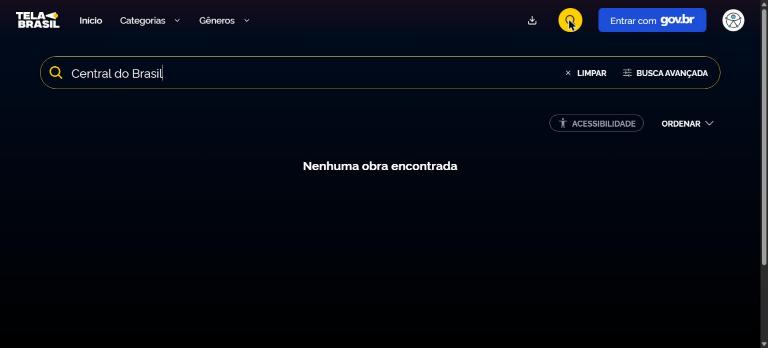 TELA BRASIL
Início
Categorias
Gêneros
Entrar com gov.br
Central do Brasil
× LIMPAR
BUSCA AVANÇADA
ACESSIBILIDADE
ORDENAR
Nenhuma obra encontrada